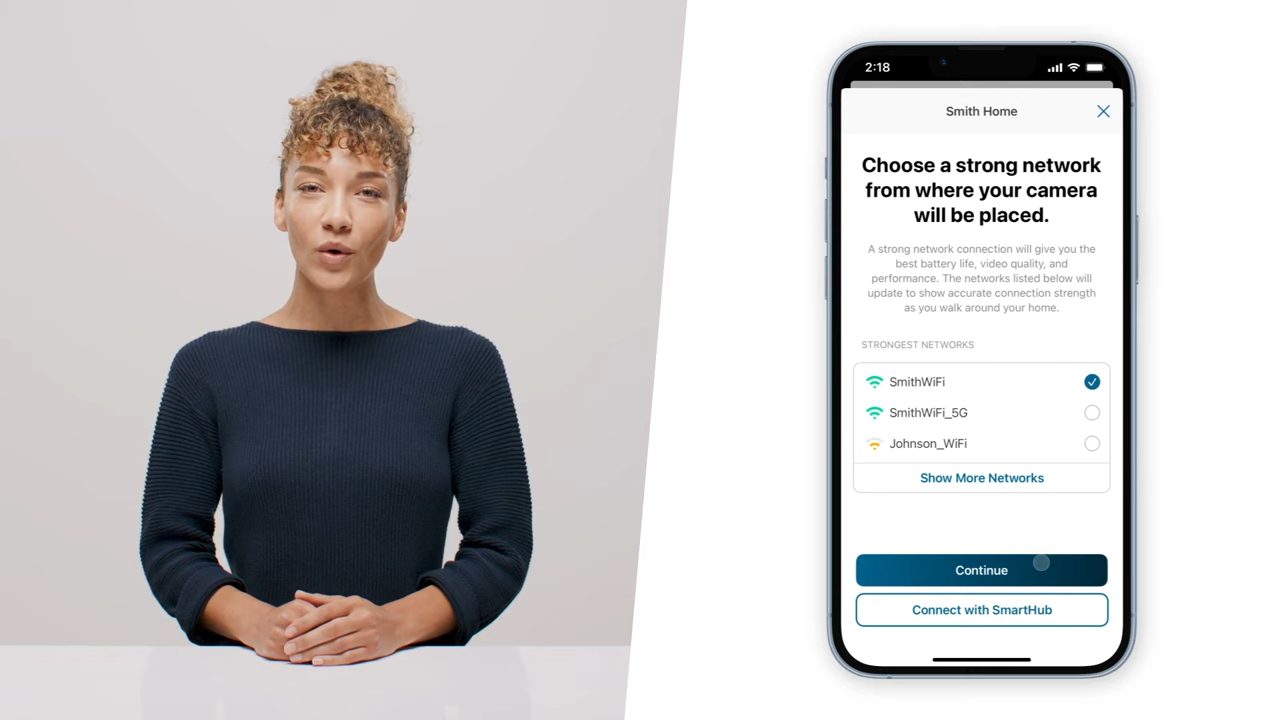 2:18
Smith Home
Choose a strong network
from where your camera
will be placed.
A strong network connection will give you the
best battery life, video quality, and
performance. The networks listed below will
update to show accurate connection strength
as you walk around your home.
STRONGEST NETWORKS
SmithWiFi
SmithWiFi_5G
Johnson_WiFi
Show More Networks
Continue
Connect with SmartHub